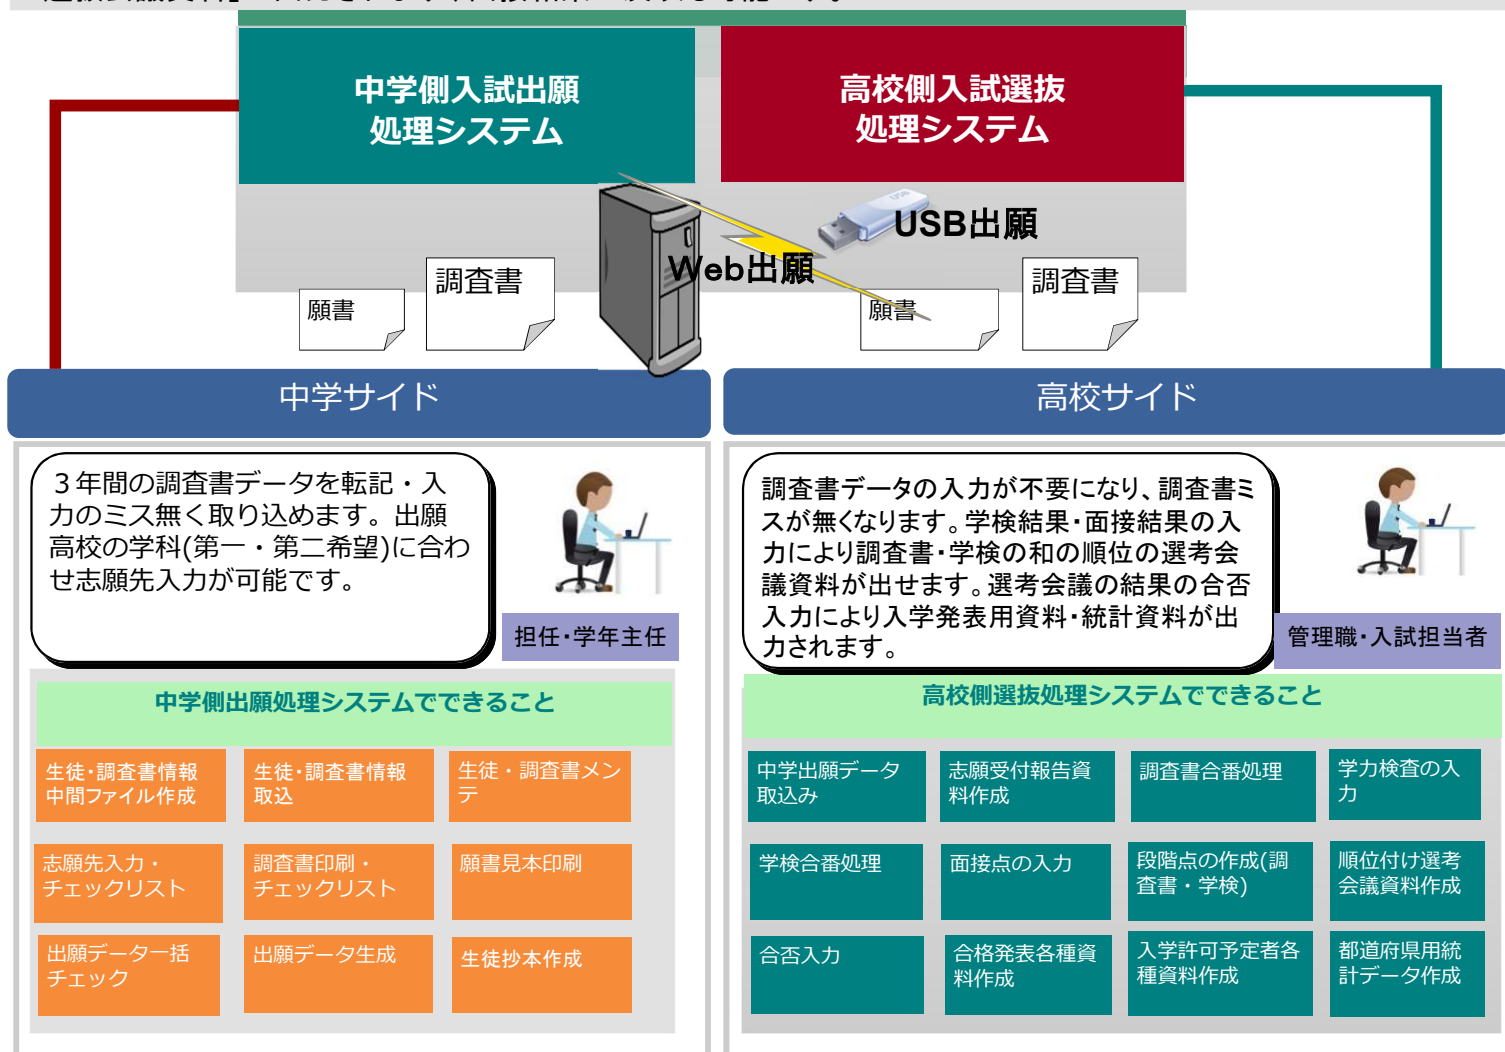 中学側入試出願
処理システム
高校側入試選抜
処理システム
USB出願
Web出願
願書
調査書
願書
調査書
中学サイド
高校サイド
３年間の調査書データを転記・入
力のミス無く取り込めます。出願
高校の学科(第一・第二希望)に合わ
せ志願先入力が可能です。
担任・学年主任
調査書データの入力が不要になり、調査書ミ
スが無くなります。学検結果・面接結果の入
力により調査書・学検の和の順位の選考会
議資料が出せます。選考会議の結果の合否
入力により入学発表用資料・統計資料が出
力されます。
管理職・入試担当者
中学側出願処理システムでできること
生徒・調査書情報
中間ファイル作成
生徒・調査書情報
取込
生徒・調査書メン
テ
志願先入力・
チェックリスト
調査書印刷・
チェックリスト
願書見本印刷
出願データ一括
チェック
出願データ生成
生徒抄本作成
高校側選抜処理システムでできること
中学出願データ
取込み
志願受付報告資
料作成
調査書合番処理
学力検査の入
力
学検合番処理
面接点の入力
段階点の作成(調
査書・学検)
順位付け選考
会議資料作成
合否入力
合格発表各種資
料作成
入学許可予定者各
種資料作成
都道府県用統
計データ作成